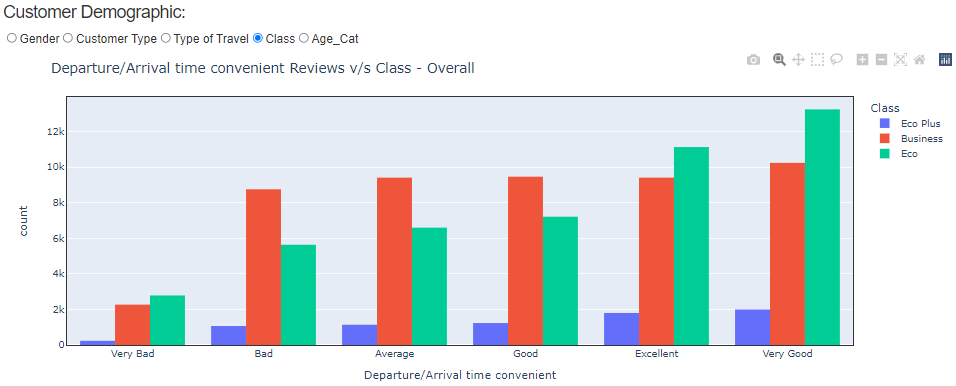 Customer Demographic:
Gender Customer Type Type of Travel Class Age_Cat
Departure/Arrival time convenient Reviews v/s Class - Overall
Class
Eco Plus
Business
Eco
12k
10k
8k
6k
4k
2k
0
count
Very Bad Bad Average Good Excellent Very Good
Departure/Arrival time convenient